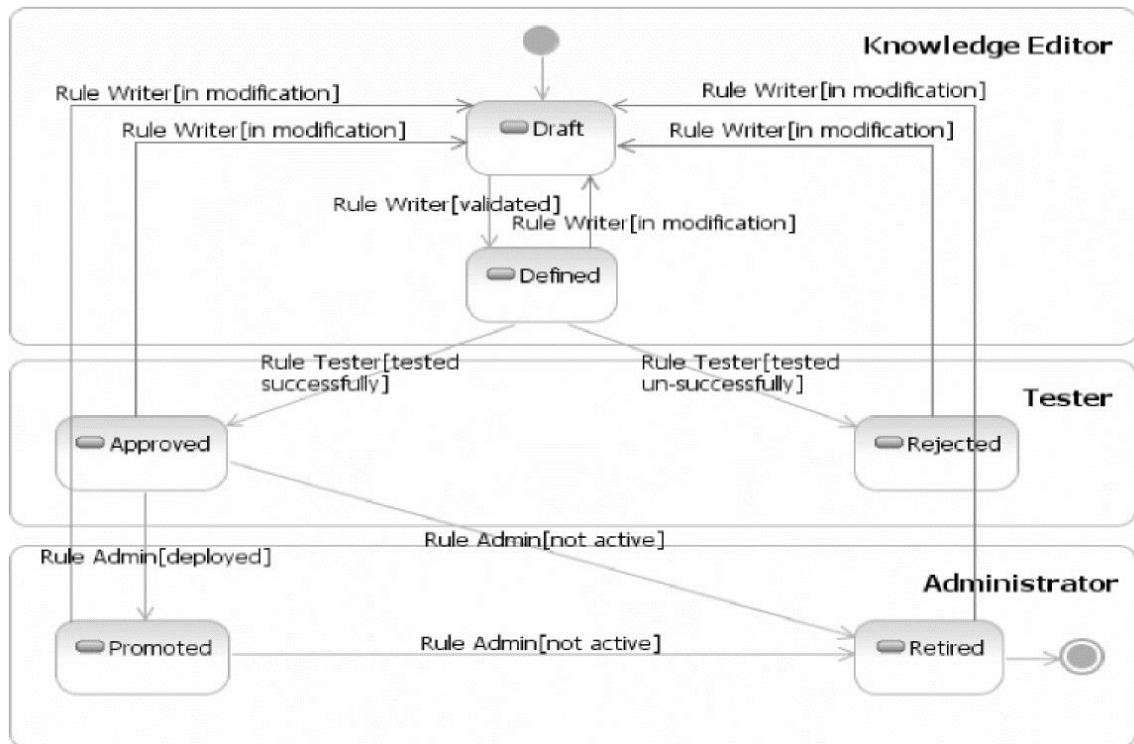 Knowledge Editor
Rule Writer[in modification]
Rule Writer[in modification]
Rule Writer[in modification]
Rule Writer[in modification]
Draft
Rule Writer[validated]
Rule Writer[in modification]
Defined
Rule Tester[tested
successfully]
Rule Tester[tested
un-successfully]
Tester
Approved
Rejected
Rule Admin[not active]
Rule Admin[deployed]
Administrator
Promoted
Rule Admin[not active]
Retired